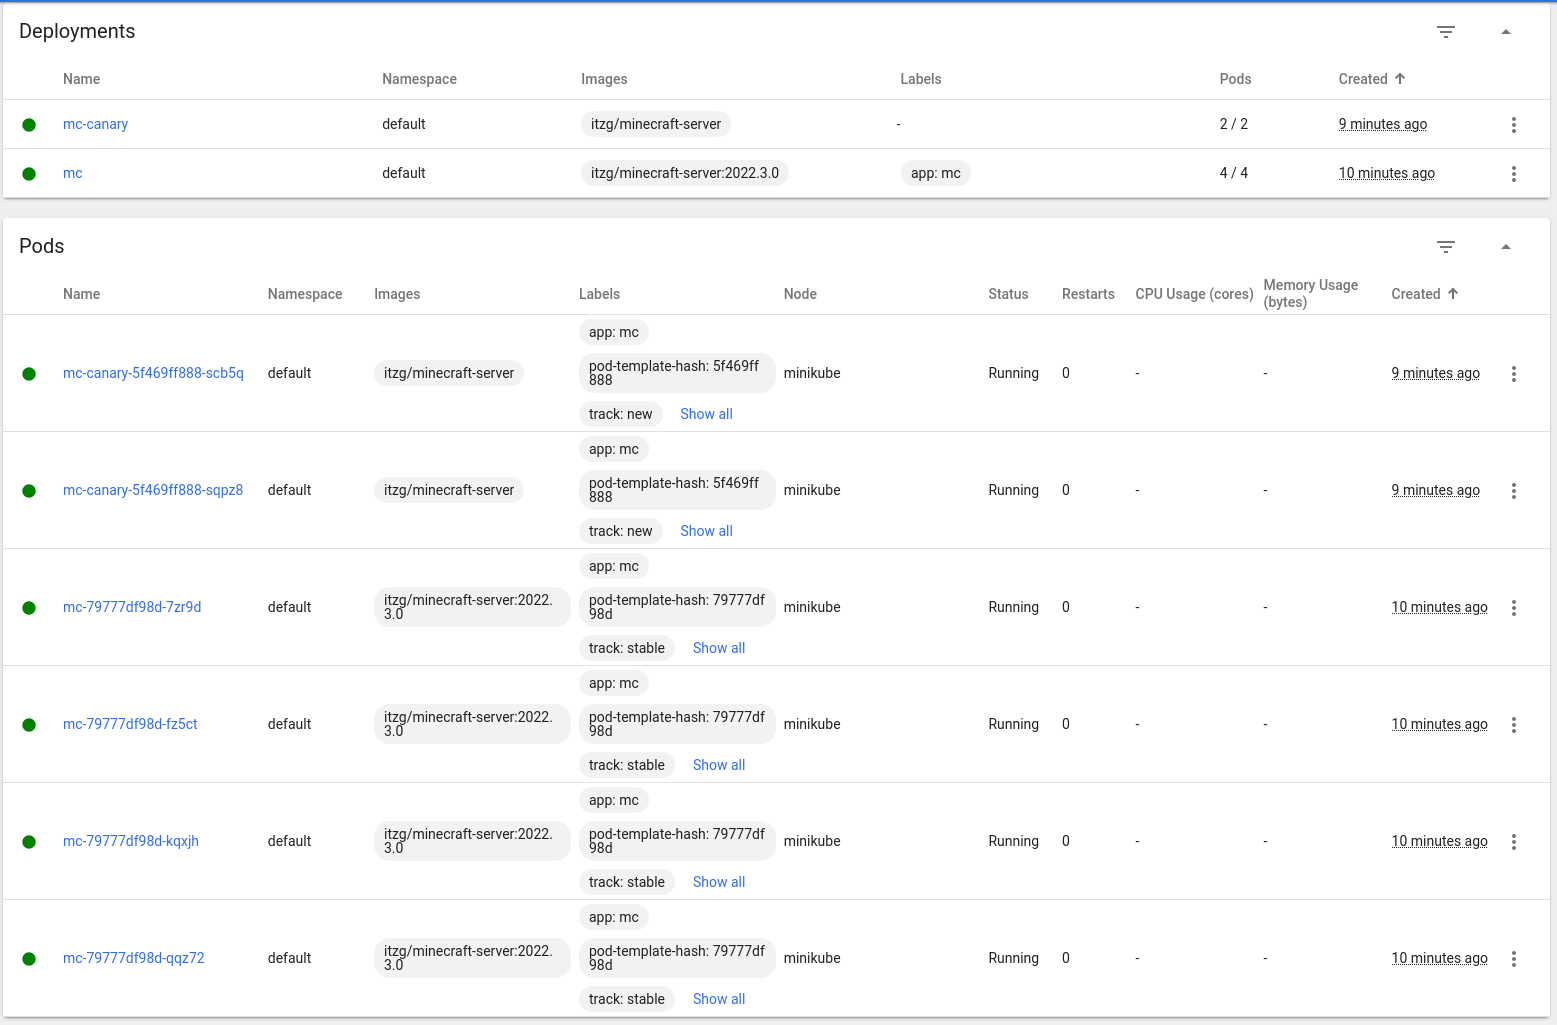 Deployments
Name Namespace Images Labels Pods Created
mc-canary default itzg/minecraft-server - 2 / 2 9 minutes ago
mc default itzg/minecraft-server:2022.3.0 app: mc 4 / 4 10 minutes ago
Pods
Name Namespace Images Labels Node Status Restarts CPU Usage (cores) Memory Usage (bytes) Created
app: mc
mc-canary-5f469ff888-scb5q default itzg/minecraft-server pod-template-hash: 5f469ff888 minikube Running 0 - - 9 minutes ago
track: new Show all
app: mc
mc-canary-5f469ff888-sqpz8 default itzg/minecraft-server pod-template-hash: 5f469ff888 minikube Running 0 - - 9 minutes ago
track: new Show all
app: mc
mc-79777df98d-7zr9d default itzg/minecraft-server:2022.3.0 pod-template-hash: 79777df98d minikube Running 0 - - 10 minutes ago
track: stable Show all
app: mc
mc-79777df98d-fz5ct default itzg/minecraft-server:2022.3.0 pod-template-hash: 79777df98d minikube Running 0 - - 10 minutes ago
track: stable Show all
app: mc
mc-79777df98d-kqxjh default itzg/minecraft-server:2022.3.0 pod-template-hash: 79777df98d minikube Running 0 - - 10 minutes ago
track: stable Show all
app: mc
mc-79777df98d-qqz72 default itzg/minecraft-server:2022.3.0 pod-template-hash: 79777df98d minikube Running 0 - - 10 minutes ago
track: stable Show all